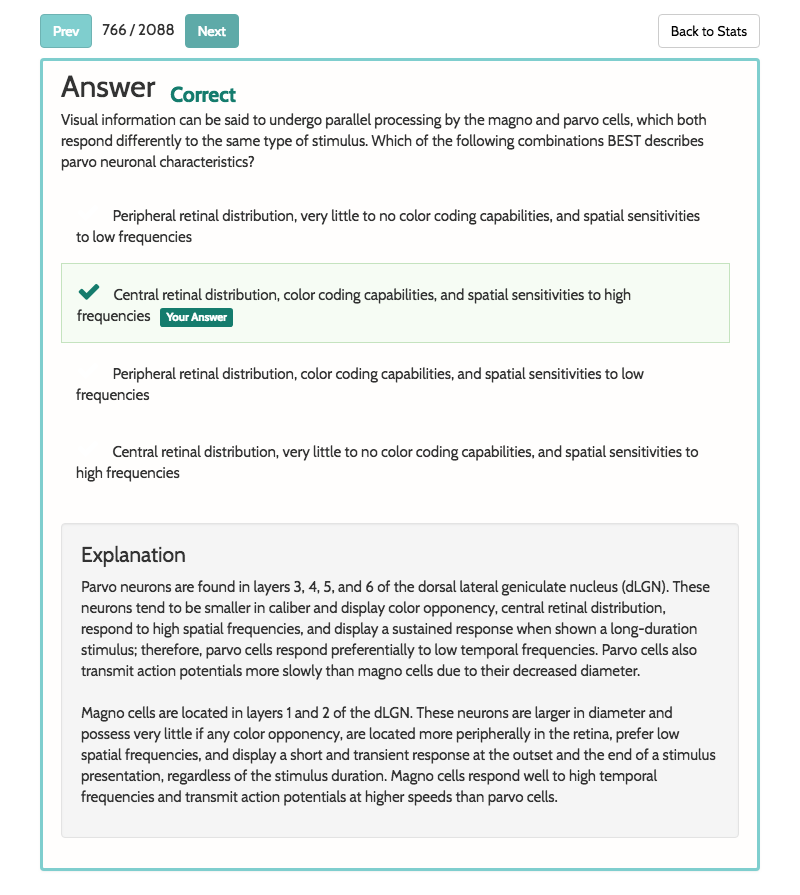 Prev 766 / 2088 Next Back to Stats
Answer Correct
Visual information can be said to undergo parallel processing by the magno and parvo cells, which both
respond differently to the same type of stimulus. Which of the following combinations BEST describes
parvo neuronal characteristics?
Peripheral retinal distribution, very little to no color coding capabilities, and spatial sensitivities
to low frequencies
Central retinal distribution, color coding capabilities, and spatial sensitivities to high
frequencies Your Answer
Peripheral retinal distribution, color coding capabilities, and spatial sensitivities to low
frequencies
Central retinal distribution, very little to no color coding capabilities, and spatial sensitivities to
high frequencies
Explanation
Parvo neurons are found in layers 3, 4, 5, and 6 of the dorsal lateral geniculate nucleus (dLGN). These
neurons tend to be smaller in caliber and display color opponency, central retinal distribution,
respond to high spatial frequencies, and display a sustained response when shown a long-duration
stimulus; therefore, parvo cells respond preferentially to low temporal frequencies. Parvo cells also
transmit action potentials more slowly than magno cells due to their decreased diameter.
Magno cells are located in layers 1 and 2 of the dLGN. These neurons are larger in diameter and
possess very little if any color opponency, are located more peripherally in the retina, prefer low
spatial frequencies, and display a short and transient response at the outset and the end of a stimulus
presentation, regardless of the stimulus duration. Magno cells respond well to high temporal
frequencies and transmit action potentials at higher speeds than parvo cells.